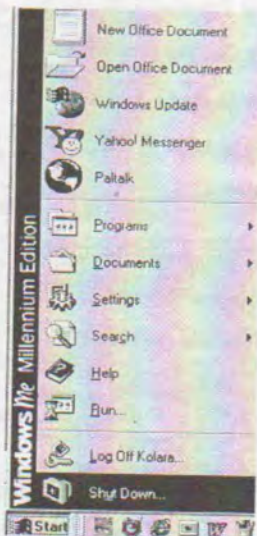 New Office Document
Open Office Document
Windows Update
Yahoo! Messenger
Paltalk
Programs
Documents
Settings
Search
Help
Run...
Log Off Kolara...
Shut Down...
Windows Me Millennium Edition
Start